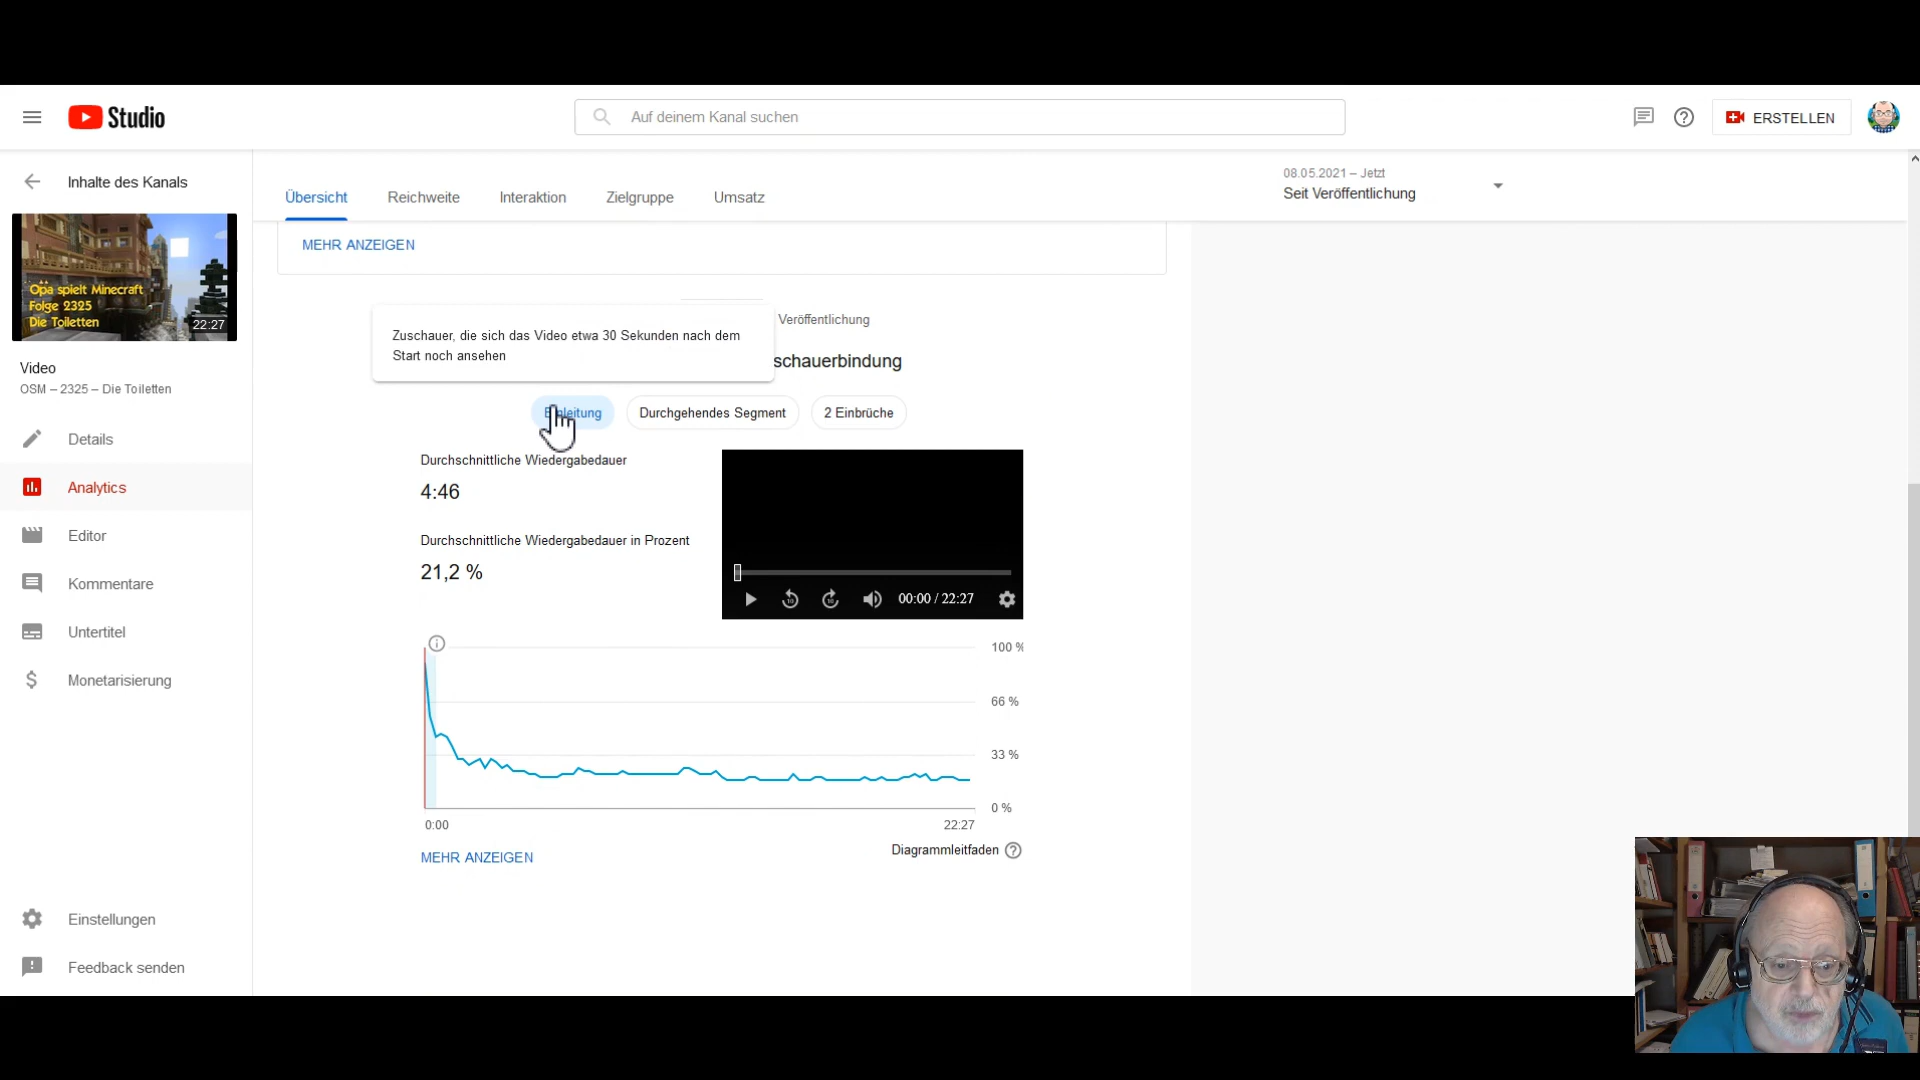 Studio
Auf deinem Kanal suchen
ERSTELLEN
Inhalte des Kanals
Opa spielt Minecraft
Folge 2325
Die Toiletten
22:27
Video
OSM – 2325 – Die Toiletten
Details
Analytics
Editor
Kommentare
Untertitel
Monetarisierung
Einstellungen
Feedback senden
Übersicht
Reichweite
Interaktion
Zielgruppe
Umsatz
08.05.2021 – Jetzt
Seit Veröffentlichung
MEHR ANZEIGEN
Veröffentlichung
Zuschauer, die sich das Video etwa 30 Sekunden nach dem
Start noch ansehen
schauerbindung
Durchgehendes Segment
2 Einbrüche
Durchschnittliche Wiedergabedauer
4:46
Durchschnittliche Wiedergabedauer in Prozent
21,2 %
00:00 / 22:27
100 %
66 %
33 %
0 %
0:00
22:27
Diagrammleitfaden
MEHR ANZEIGEN